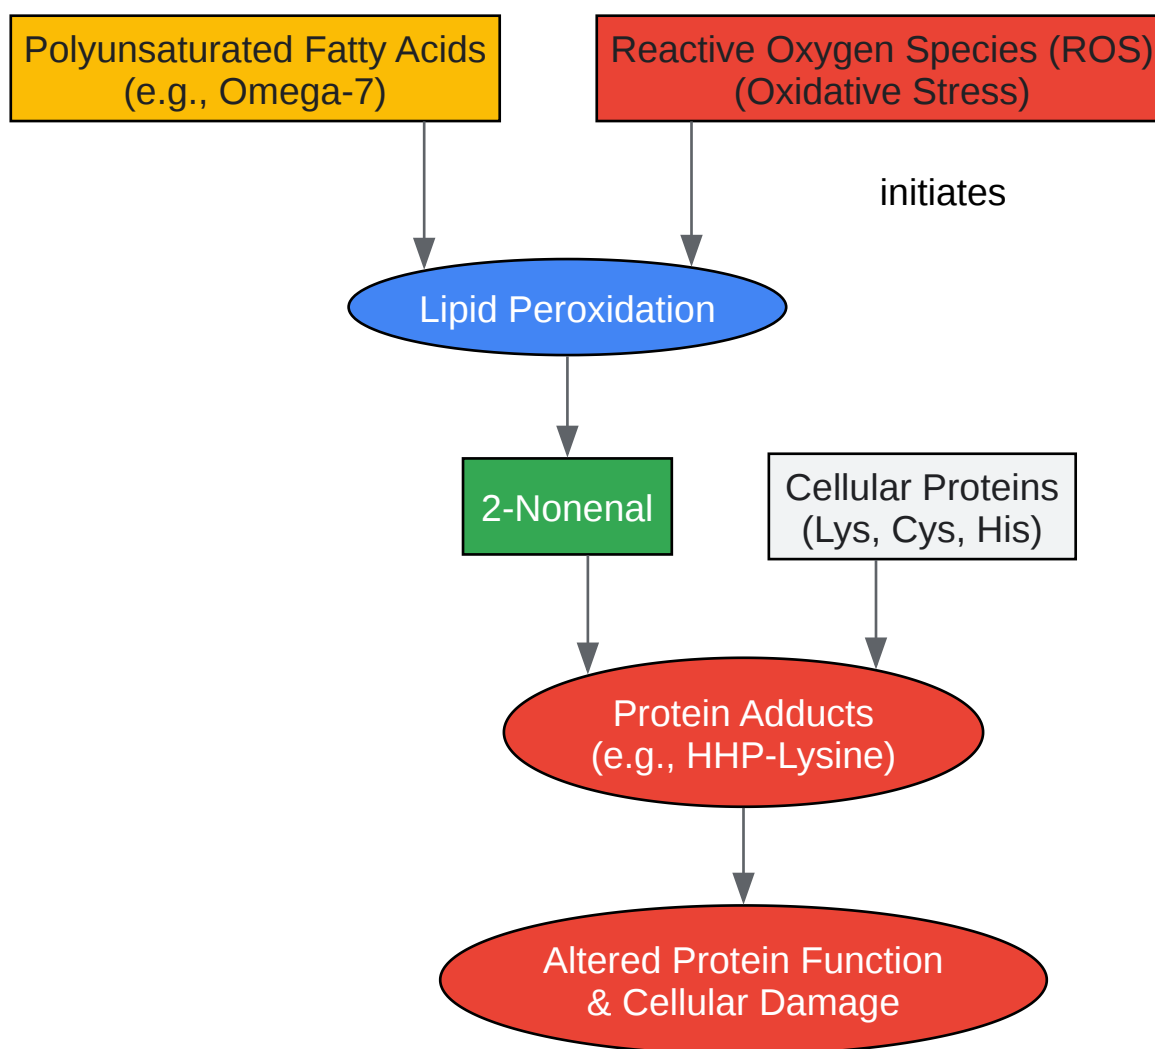 Polyunsaturated Fatty Acids
(e.g., Omega-7)
Reactive Oxygen Species (ROS)
(Oxidative Stress)
initiates
Lipid Peroxidation
2-Nonenal
Cellular Proteins
(Lys, Cys, His)
Protein Adducts
(e.g., HHP-Lysine)
Altered Protein Function
& Cellular Damage